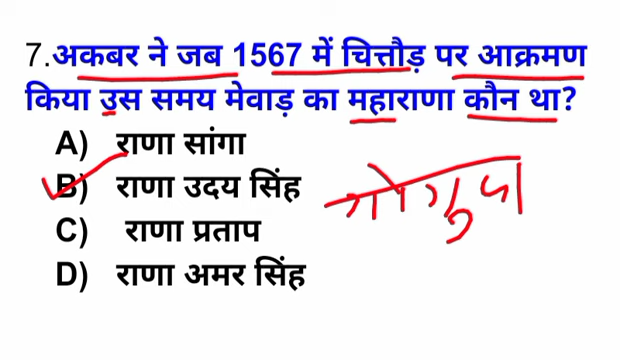 7.अकबर ने जब 1567 में चित्तौड़ पर आक्रमण
किया उस समय मेवाड़ का महाराणा कौन था?
A) राणा सांगा
B) राणा उदय सिंह
C) राणा प्रताप
D) राणा अमर सिंह
गोगुदा